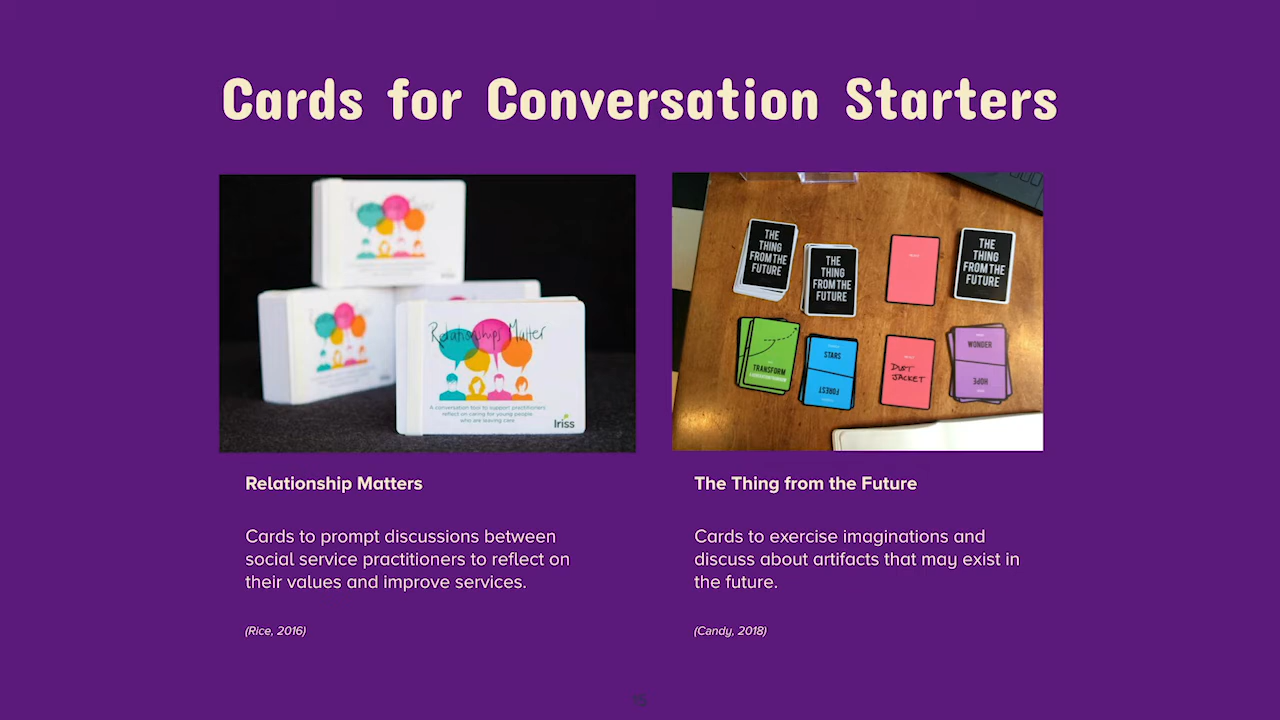 Cards for Conversation Starters
Relationships Matter
A conversation tool to support practitioners
reflect on caring for young people
who are leaving care
Iriss
Iriss
THE
THING
FROM THE
FUTURE
THE
THING
FROM THE
FUTURE
THE
THING
FROM THE
FUTURE
TRANSFORM
STARS
FOREST
DUST
JACKET
WONDER
HOPE
Relationship Matters
Cards to prompt discussions between
social service practitioners to reflect on
their values and improve services.
(Rice, 2016)
The Thing from the Future
Cards to exercise imaginations and
discuss about artifacts that may exist in
the future.
(Candy, 2018)